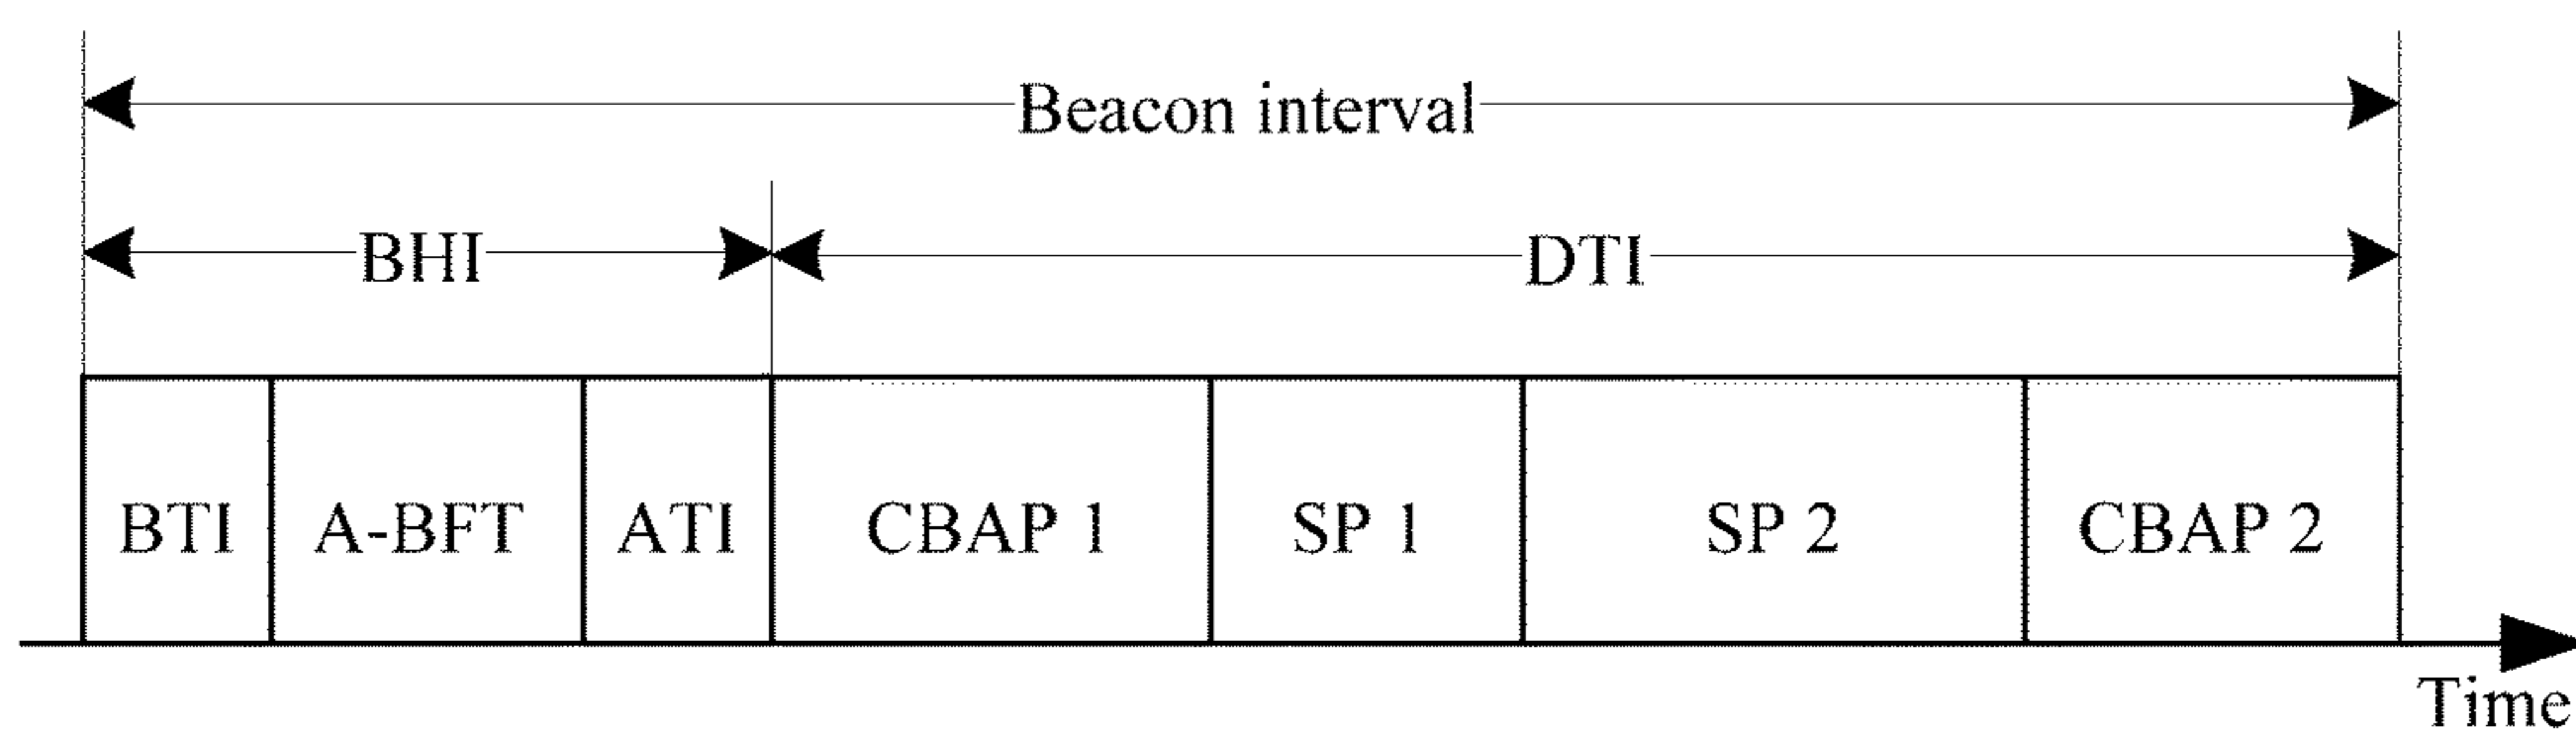 Beacon interval
BHI DTI
BTI A-BFT ATI CBAP 1 SP 1 SP 2 CBAP 2
Time